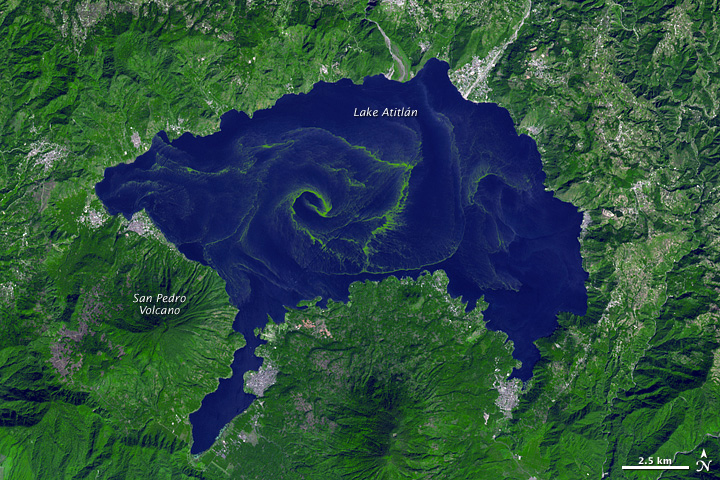 Lake Atitlán
San Pedro
Volcano
2.5 km
N